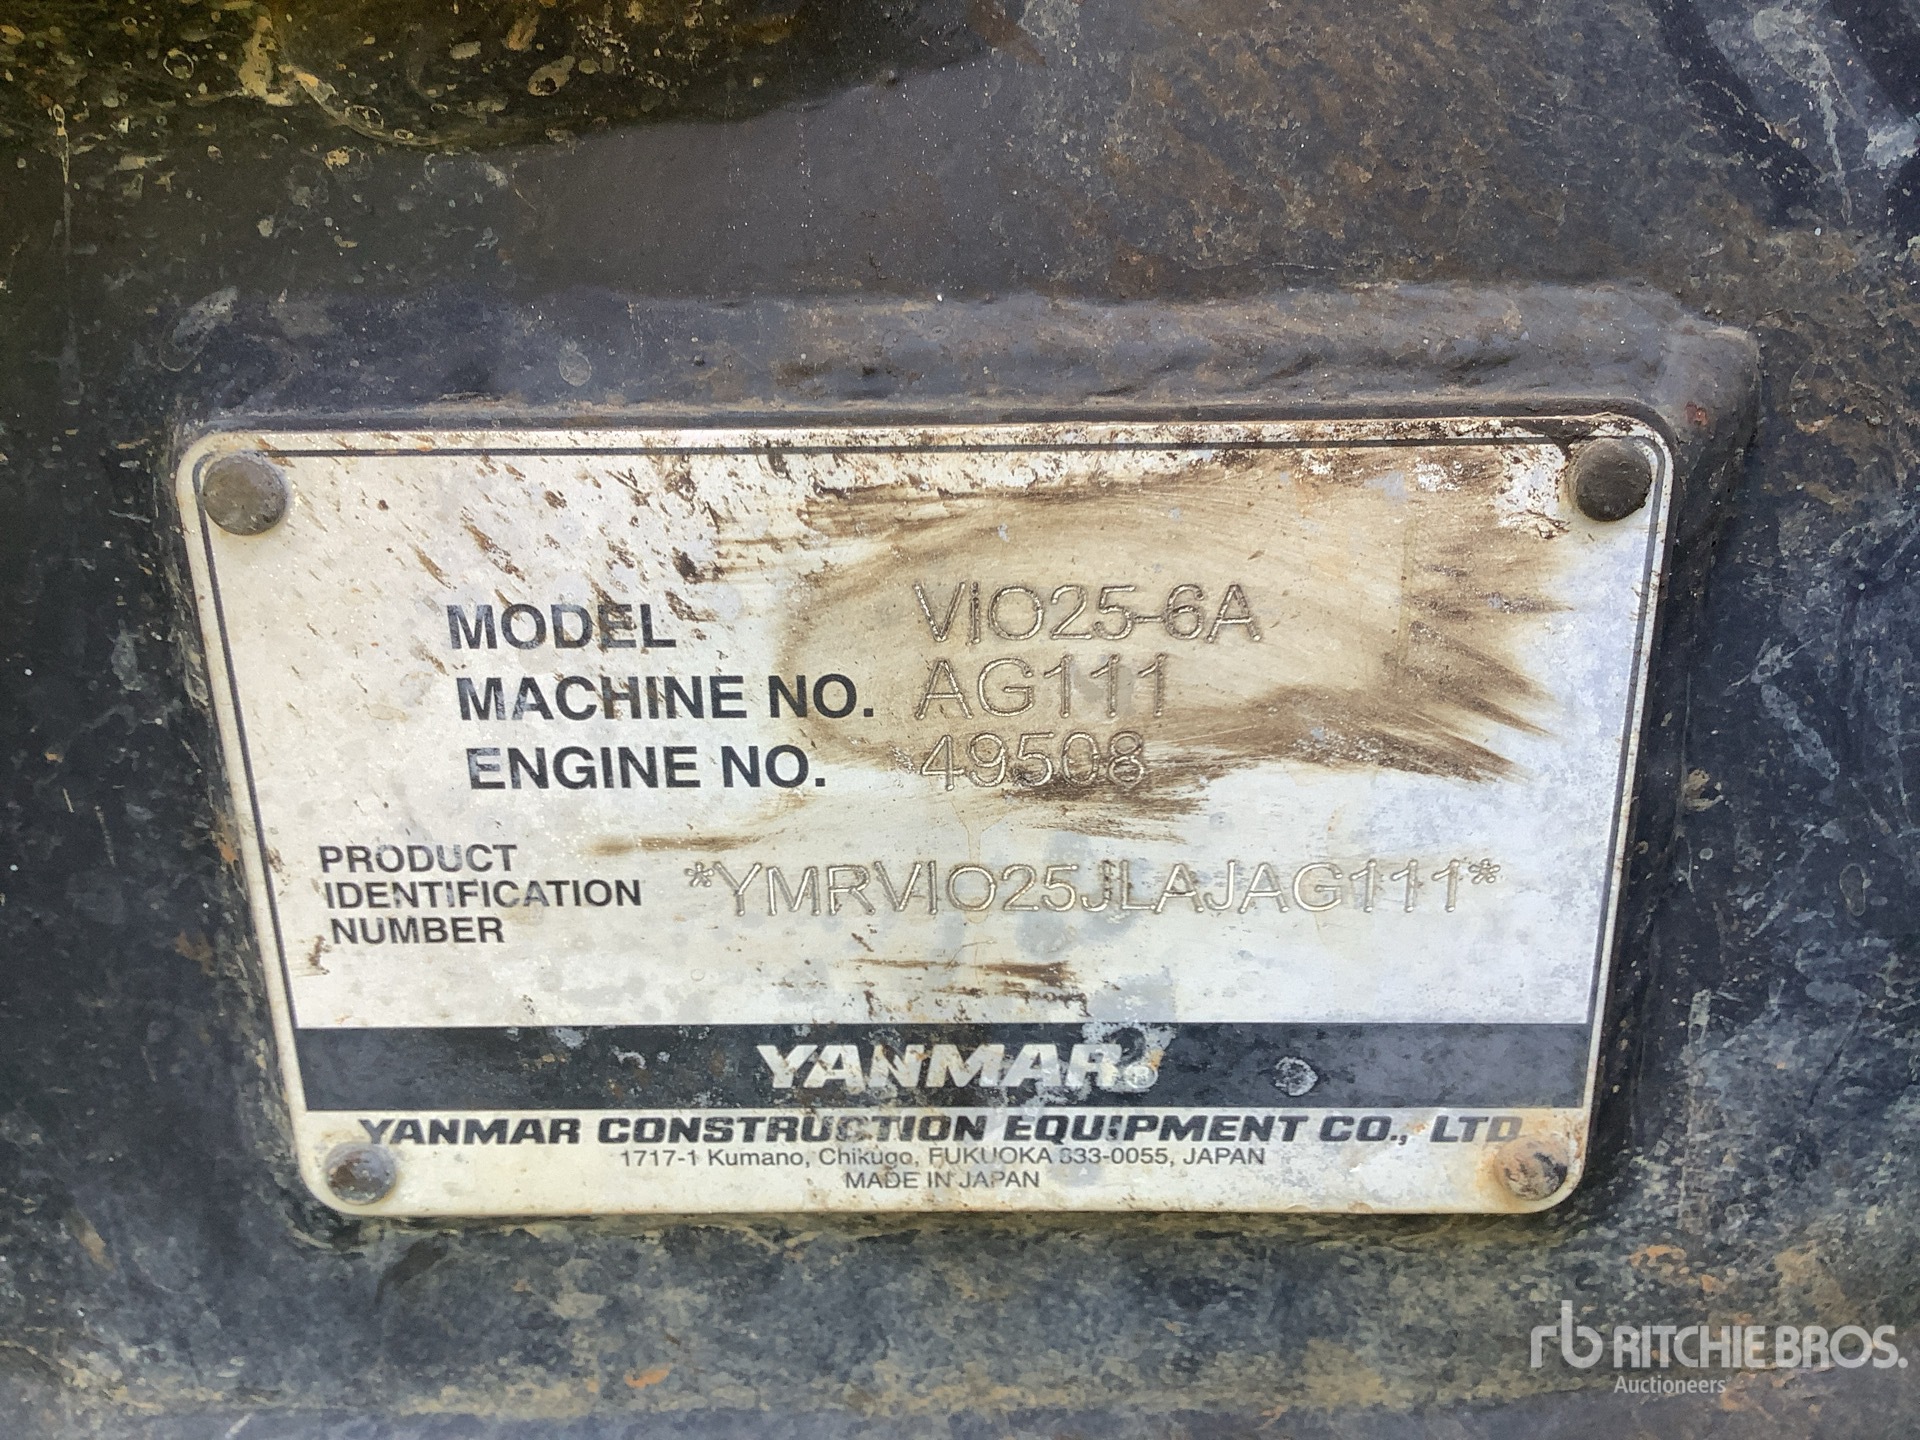 MODEL VIO25-6A
MACHINE NO. AG111
ENGINE NO. 49508
PRODUCT
IDENTIFICATION
NUMBER
*YMRVIO25JLAJAG111*
YANMAR®
YANMAR CONSTRUCTION EQUIPMENT CO., LTD
1717-1 Kumano, Chikugo, FUKUOKA 833-0055, JAPAN
MADE IN JAPAN
rb RITCHIE BROS.
Auctioneers